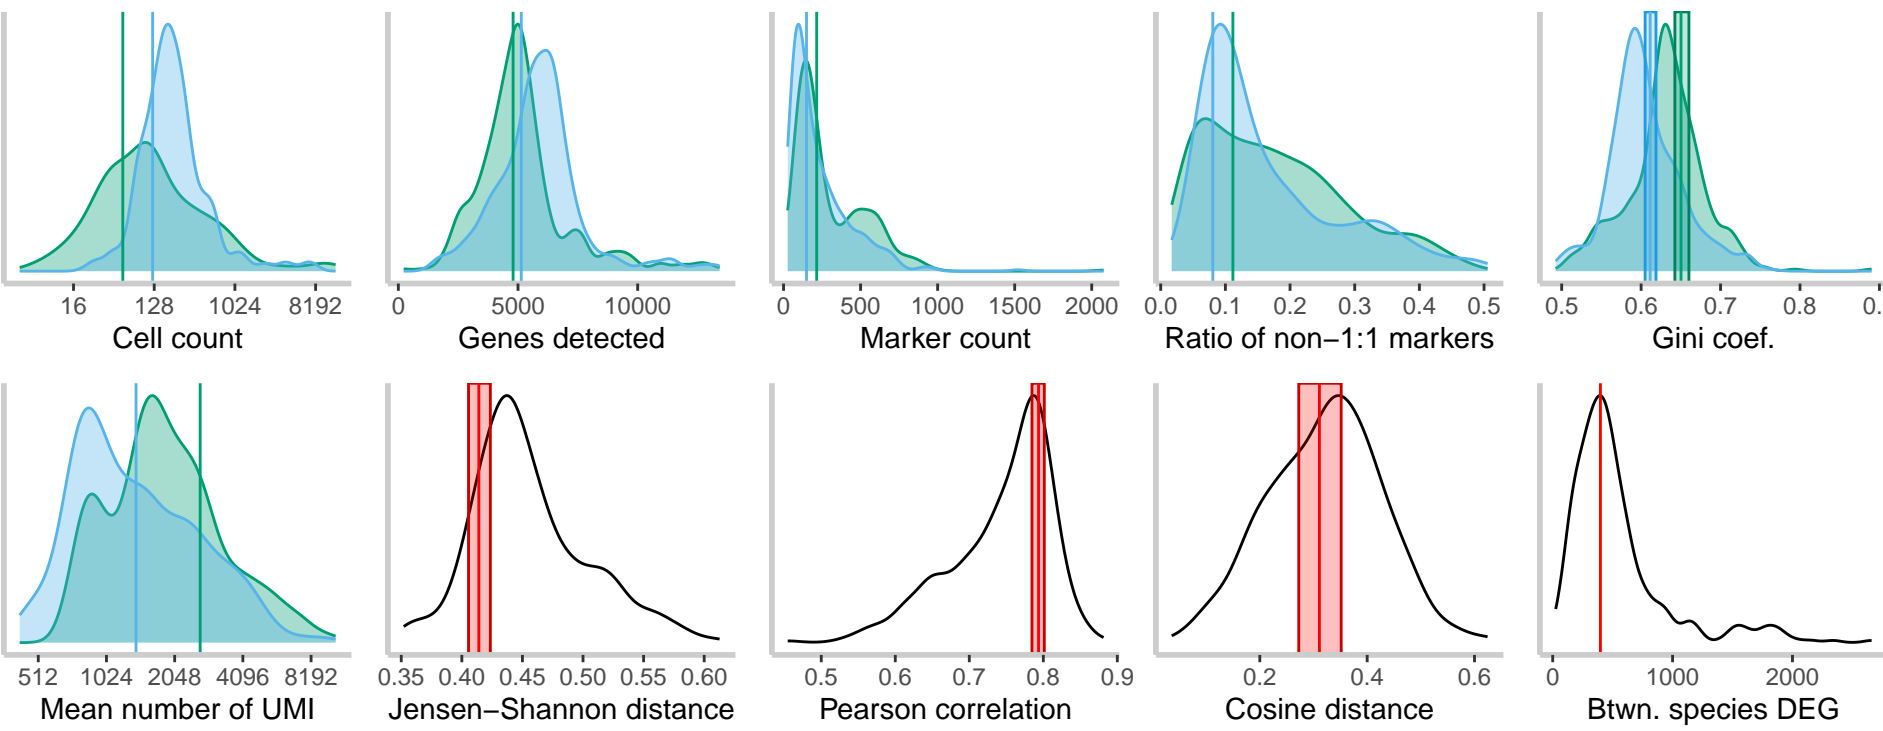 16 128 1024 8192
Cell count
0 5000 10000
Genes detected
0 500 1000 1500 2000
Marker count
0.0 0.1 0.2 0.3 0.4 0.5
Ratio of non−1:1 markers
0.5 0.6 0.7 0.8 0.
Gini coef.
512 1024 2048 4096 8192
Mean number of UMI
0.35 0.40 0.45 0.50 0.55 0.60
Jensen−Shannon distance
0.5 0.6 0.7 0.8 0.9
Pearson correlation
0.2 0.4 0.6
Cosine distance
0 1000 2000
Btwn. species DEG